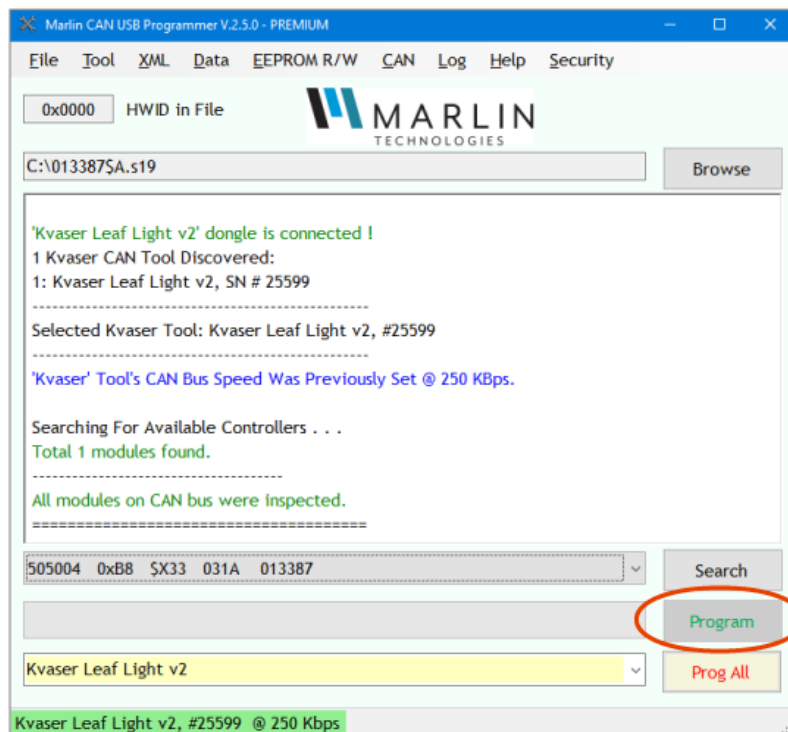 Marlin CAN USB Programmer V.2.5.0 - PREMIUM
File Tool XML Data EEPROM R/W CAN Log Help Security
0x0000 HWID in File
MARLIN
TECHNOLOGIES
C:\013387$A.s19
Browse
'Kvaser Leaf Light v2' dongle is connected !
1 Kvaser CAN Tool Discovered:
1: Kvaser Leaf Light v2, SN # 25599
--------------------------------------------------
Selected Kvaser Tool: Kvaser Leaf Light v2, #25599
--------------------------------------------------
'Kvaser' Tool's CAN Bus Speed Was Previously Set @ 250 KBps.
Searching For Available Controllers . . .
Total 1 modules found.
-------------------------------------
All modules on CAN bus were inspected.
======================================
505004 0xB8 $X33 031A 013387
Search
Program
Kvaser Leaf Light v2
Prog All
Kvaser Leaf Light v2, #25599 @ 250 Kbps